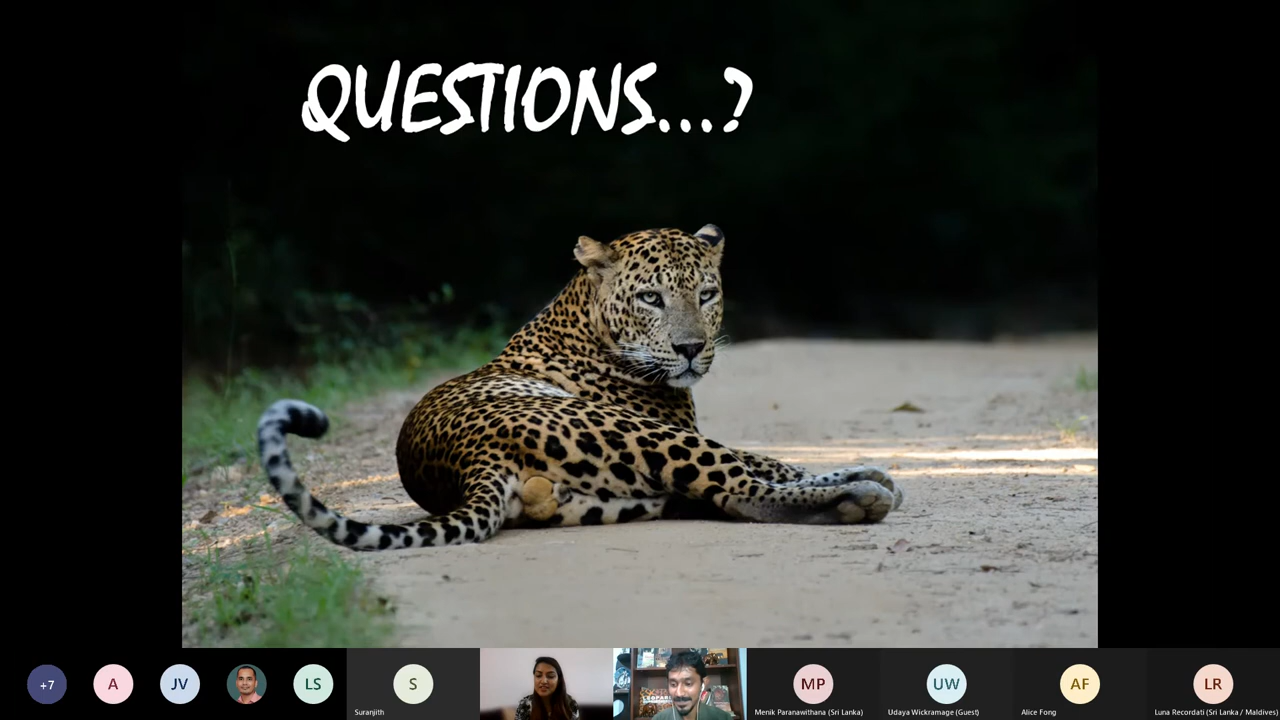 QUESTIONS...?
+7
A
JV
LS
S
Suranjith
MP
Menik Paranawithana (Sri Lanka)
UW
Udaya Wickramage (Guest)
AF
Alice Fong
LR
Luna Recordati (Sri Lanka / Maldives)